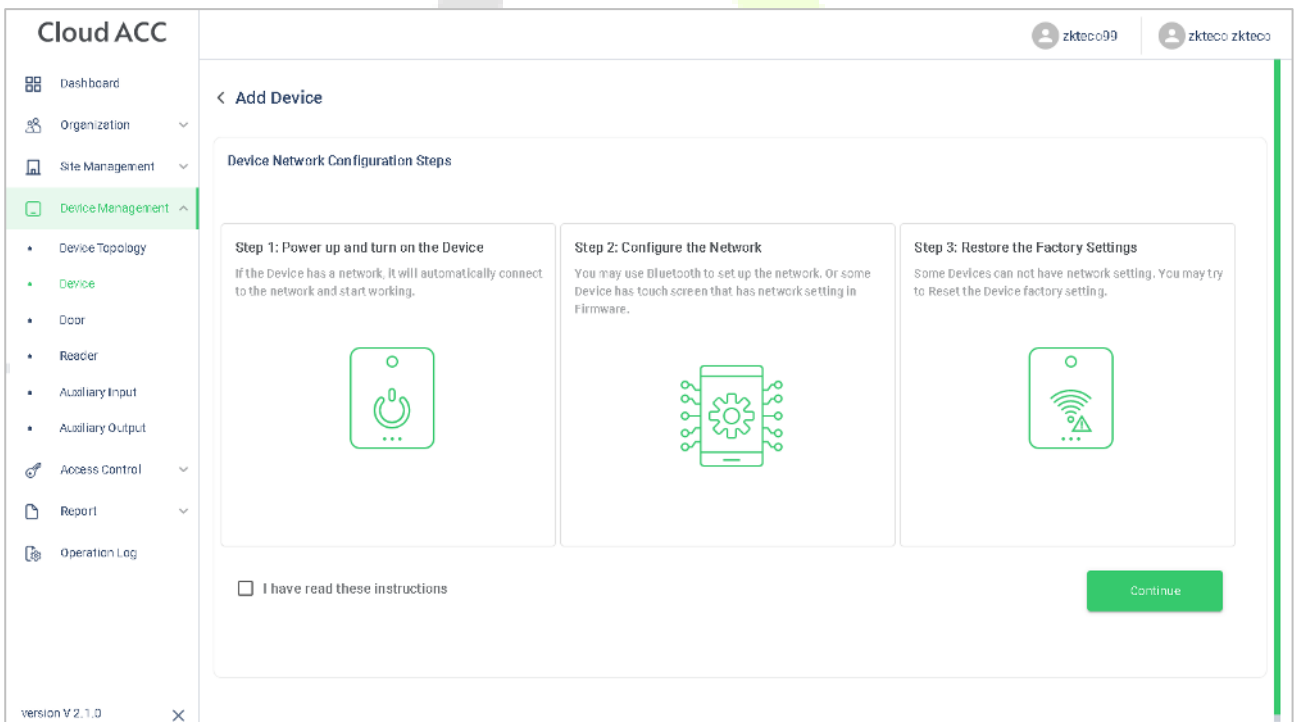 Cloud ACC
zkteco99
zkteco zkteco
Dashboard
Organization
Site Management
Device Management
Device Topology
Device
Door
Reader
Auxiliary Input
Auxiliary Output
Access Control
Report
Operation Log
version V 2.1.0
Add Device
Device Network Configuration Steps
Step 1: Power up and turn on the Device
If the Device has a network, it will automatically connect
to the network and start working.
Step 2: Configure the Network
You may use Bluetooth to set up the network. Or some
Device has touch screen that has network setting in
Firmware.
Step 3: Restore the Factory Settings
Some Devices can not have network setting. You may try
to Reset the Device factory setting.
I have read these instructions
Continue